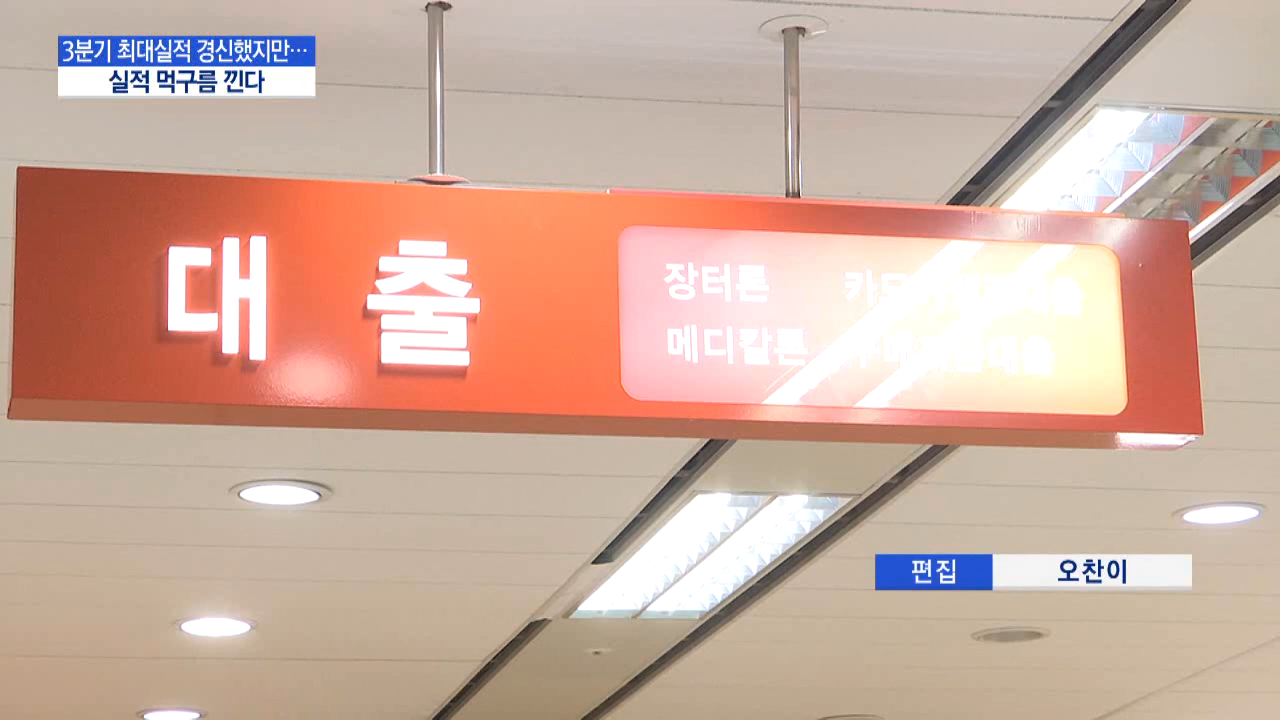 3분기 최대실적 경신했지만…
실적 먹구름 낀다
대 출
장터론
메디칼론
편집 오찬이